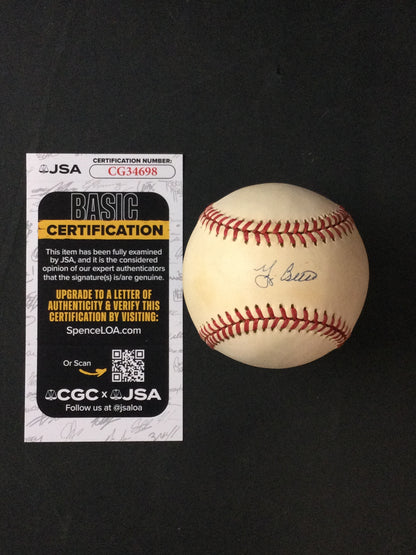 JSA
CERTIFICATION NUMBER:
CG34698
BASIC
CERTIFICATION
This item has been fully examined
by JSA, and it is the considered
opinion of our expert authenticators
that the signature(s) is/are genuine.
UPGRADE TO A LETTER OF
AUTHENTICITY & VERIFY THIS
CERTIFICATION BY VISITING:
SpenceLOA.com
Or Scan
CGC x JSA
Follow us at @jsaloa